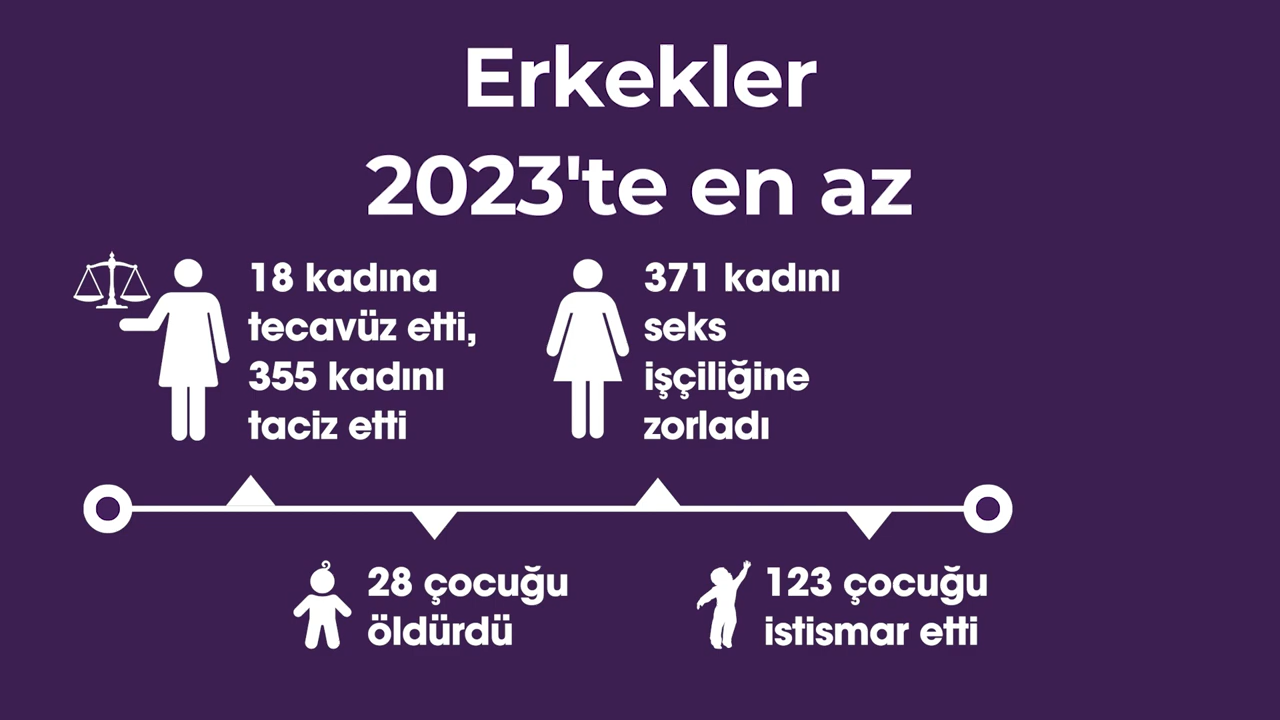 Erkekler
2023'te en az
18 kadına
tecavüz etti,
355 kadını
taciz etti
371 kadını
seks
işçiliğine
zorladı
28 çocuğu
öldürdü
123 çocuğu
istismar etti